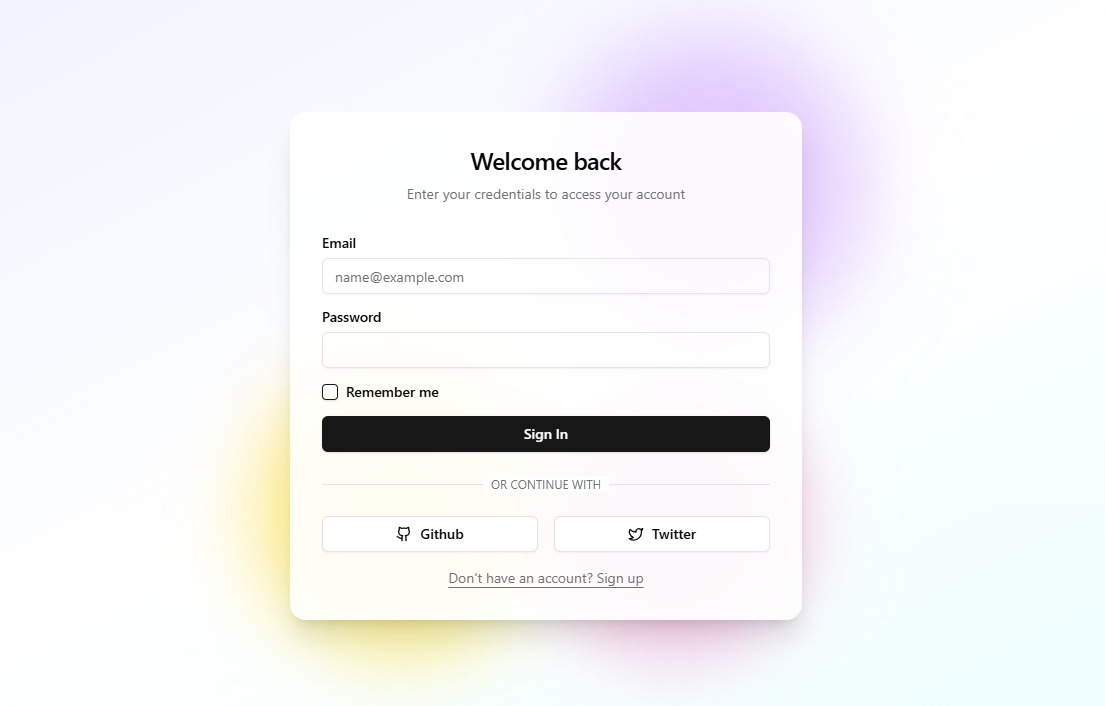 Welcome back
Enter your credentials to access your account
Email
name@example.com
Password
Remember me
Sign In
OR CONTINUE WITH
Github
Twitter
Don't have an account? Sign up